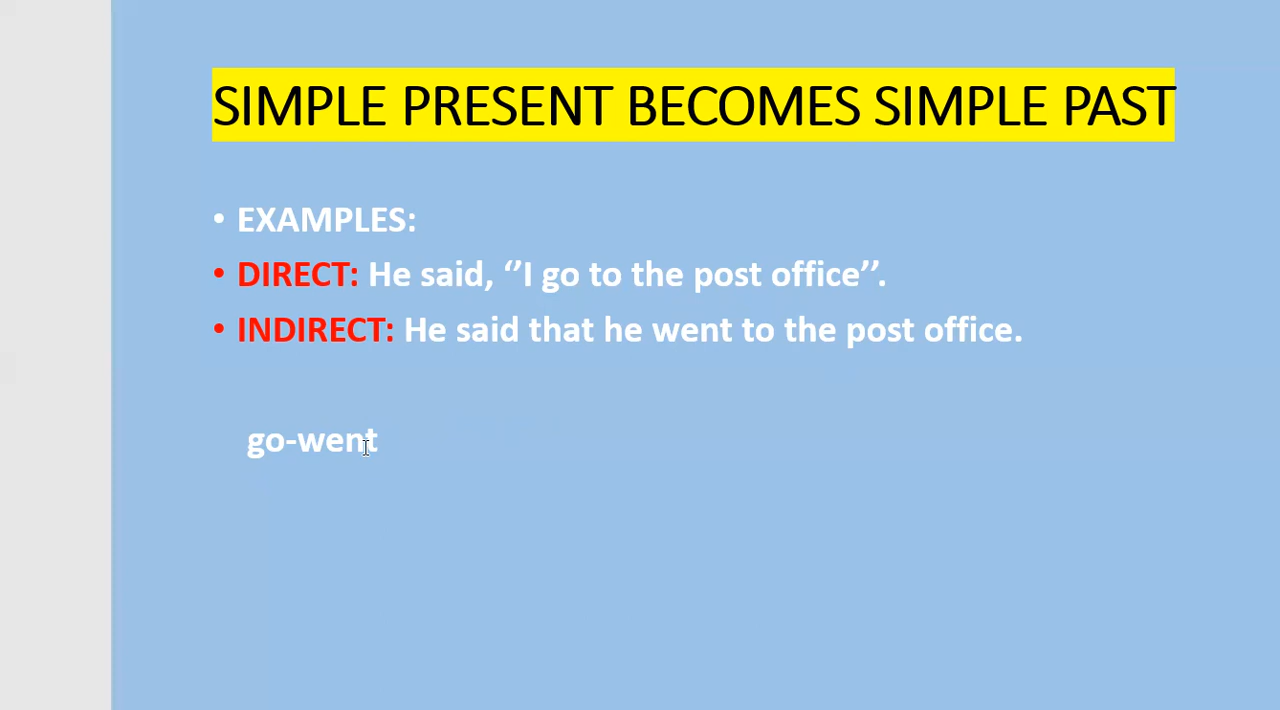 SIMPLE PRESENT BECOMES SIMPLE PAST
• EXAMPLES:
• DIRECT: He said, ‘’I go to the post office’’.
• INDIRECT: He said that he went to the post office.
go-went